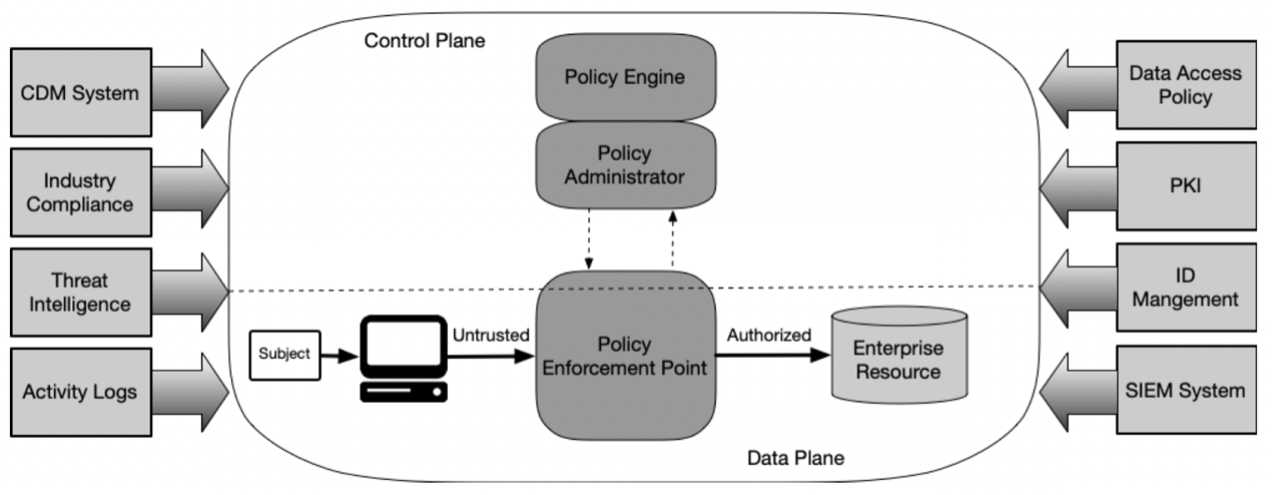 Control Plane
CDM System
Industry
Compliance
Threat
Intelligence
Activity Logs
Policy Engine
Policy
Administrator
Subject
Untrusted
Policy
Enforcement Point
Authorized
Enterprise
Resource
Data Plane
Data Access
Policy
PKI
ID
Mangement
SIEM System